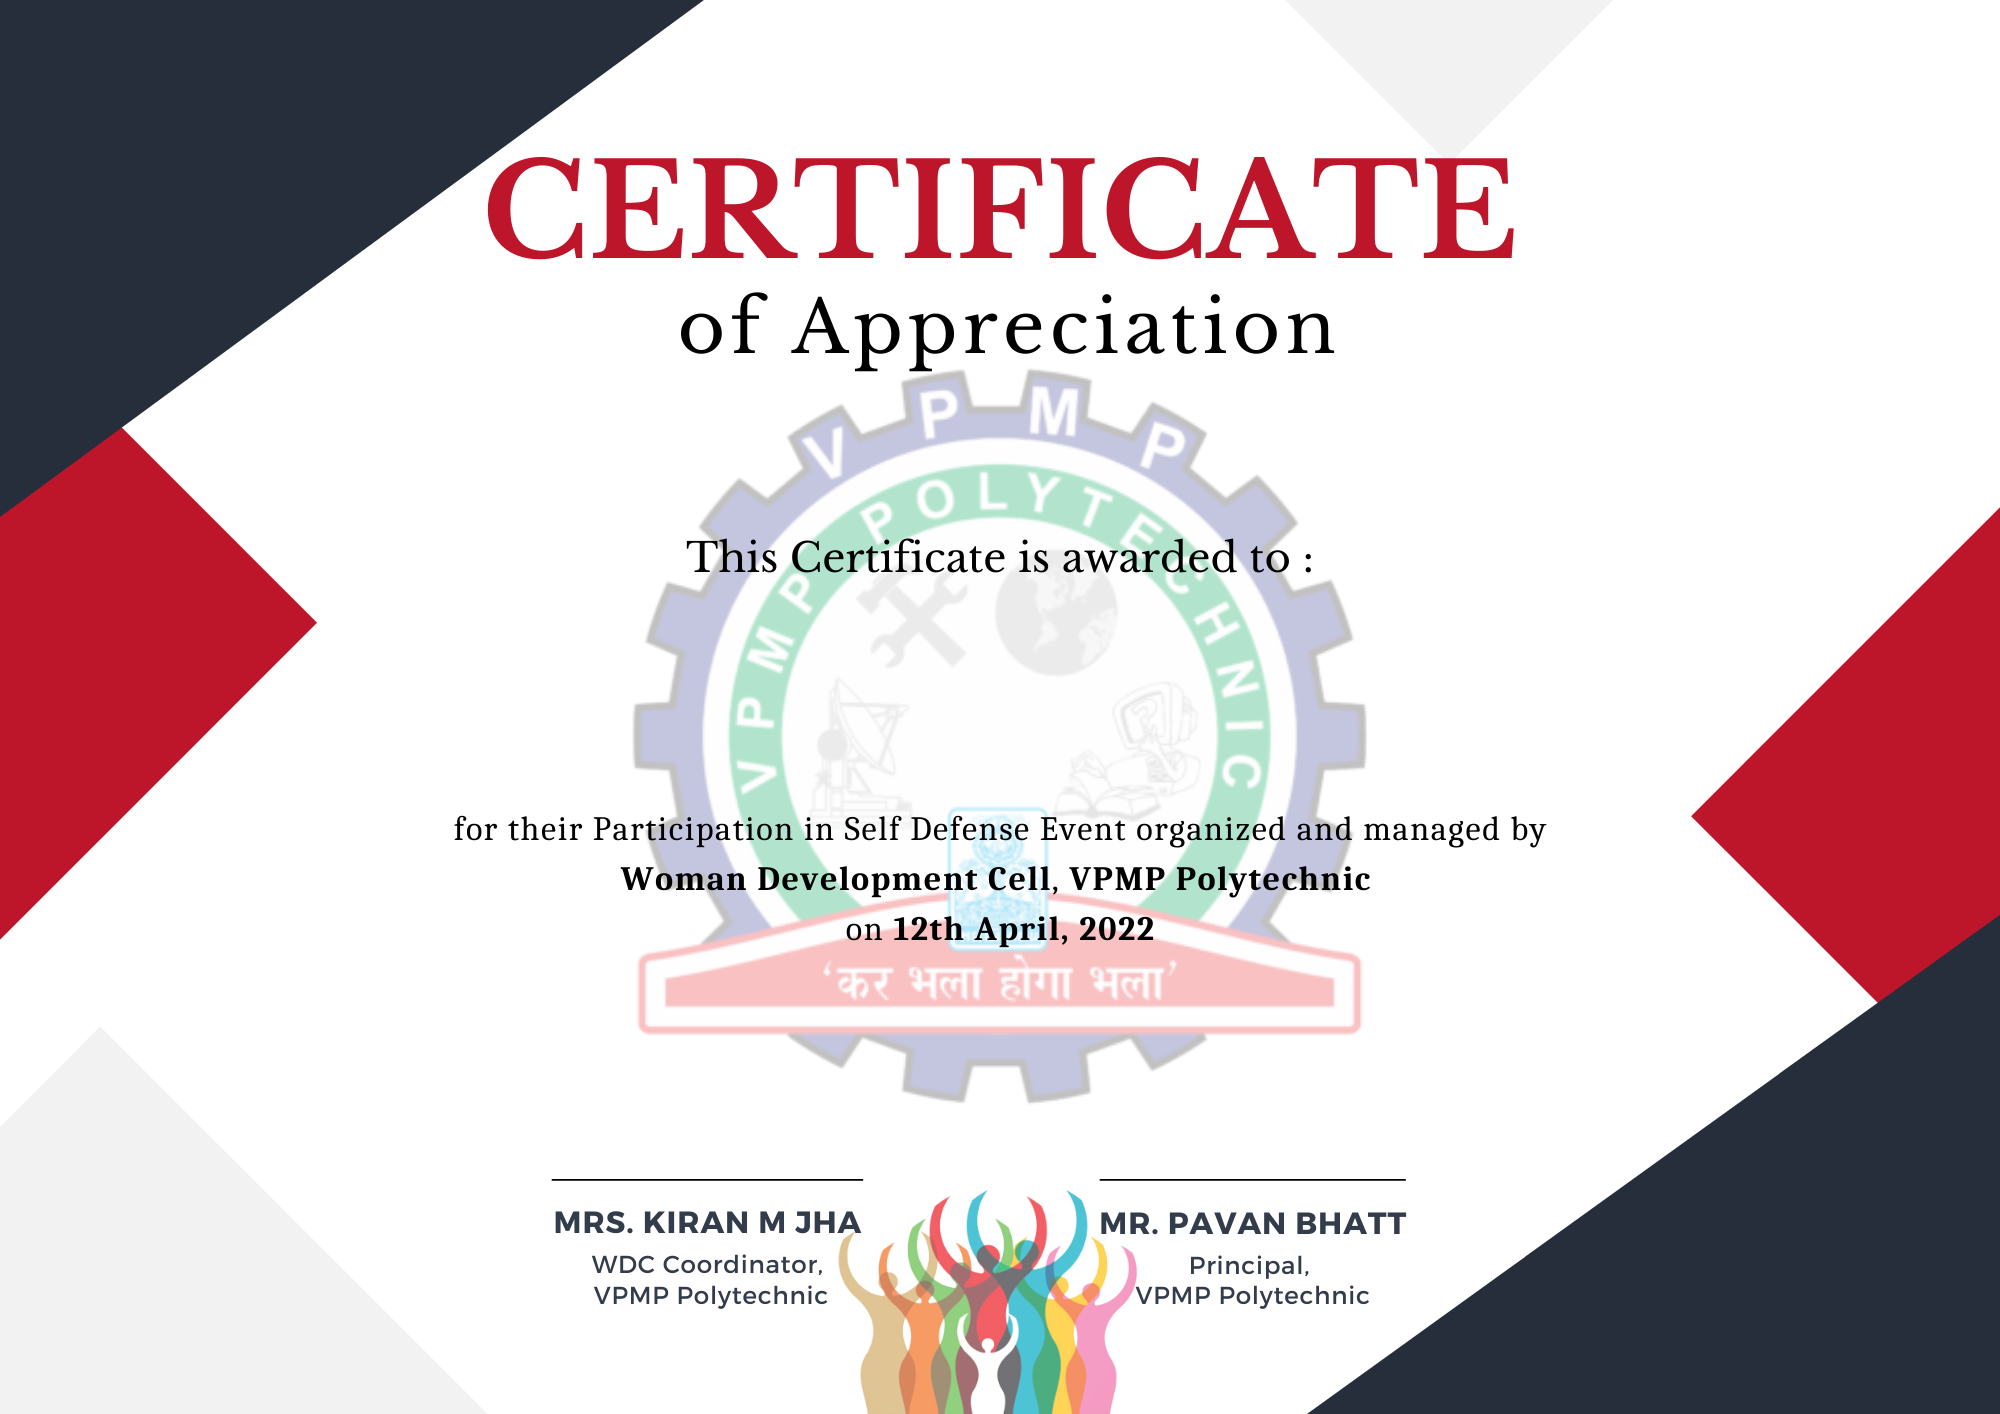 CERTIFICATE
of Appreciation
V P M P
VPMP POLYTECHNIC
This Certificate is awarded to :
for their Participation in Self Defense Event organized and managed by
Woman Development Cell, VPMP Polytechnic
on 12th April, 2022
‘कर भला होगा भला’
MRS. KIRAN M JHA
WDC Coordinator,
VPMP Polytechnic
MR. PAVAN BHATT
Principal,
VPMP Polytechnic